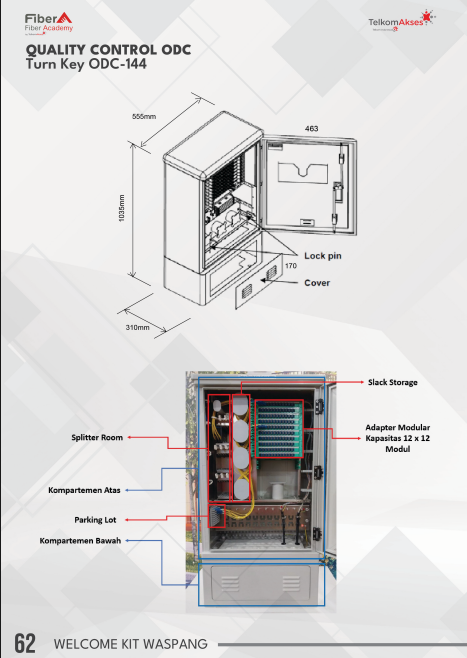 Fiber
Fiber Academy
TelkomAkses
QUALITY CONTROL ODC
Turn Key ODC-144
555mm
463
1035mm
Lock pin
170
Cover
310mm
Slack Storage
Adapter Modular
Kapasitas 12 x 12
Modul
Splitter Room
Kompartemen Atas
Parking Lot
Kompartemen Bawah
62 WELCOME KIT WASPANG